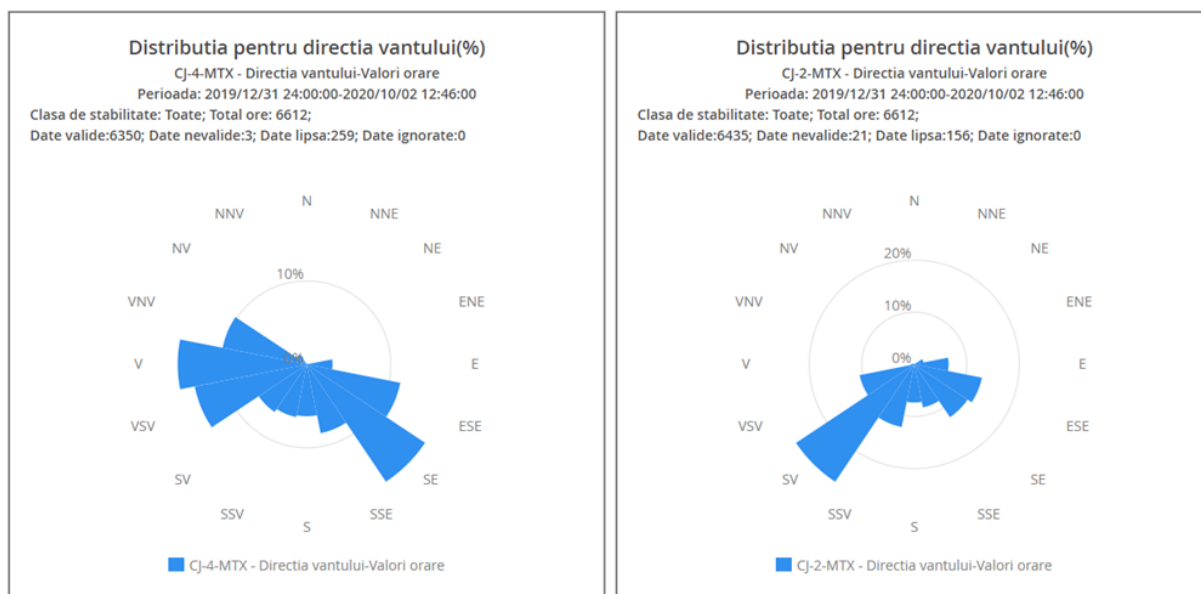 Distributia pentru directia vantului(%)
CJ-4-MTX - Directia vantului-Valori orare
Perioada: 2019/12/31 24:00:00-2020/10/02 12:46:00
Clasa de stabilitate: Toate; Total ore: 6612;
Date valide:6350; Date nevalide:3; Date lipsa:259; Date ignorate:0
N
NNV
NNE
NV
NE
10%
VNV
ENE
0%
V
E
VSV
ESE
SV
SE
SSV
SSE
S
CJ-4-MTX - Directia vantului-Valori orare
Distributia pentru directia vantului(%)
CJ-2-MTX - Directia vantului-Valori orare
Perioada: 2019/12/31 24:00:00-2020/10/02 12:46:00
Clasa de stabilitate: Toate; Total ore: 6612;
Date valide:6435; Date nevalide:21; Date lipsa:156; Date ignorate:0
N
NNV
NNE
NV
NE
20%
VNV
ENE
10%
0%
V
E
VSV
ESE
SV
SE
SSV
SSE
S
CJ-2-MTX - Directia vantului-Valori orare